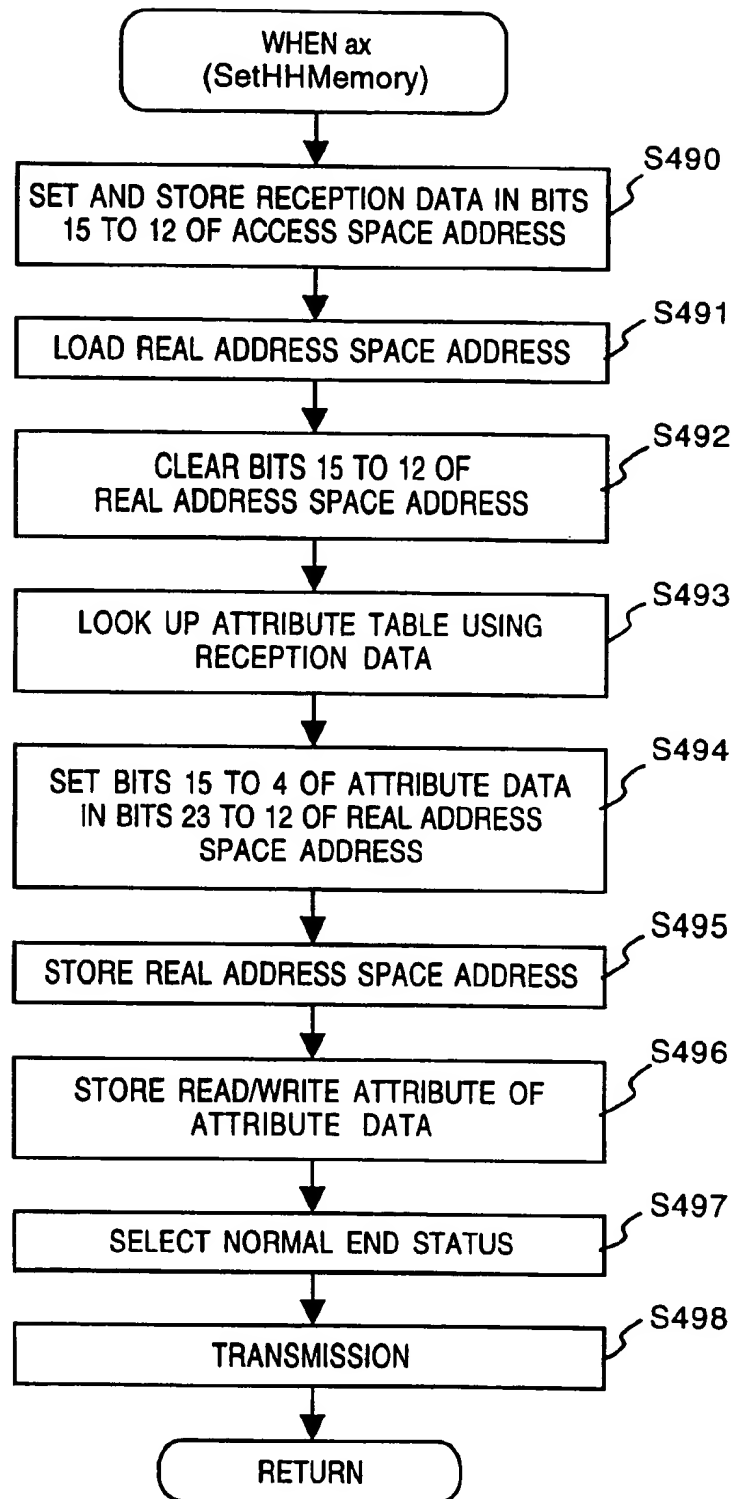 WHEN ax
(SetHHMemory)
S490
SET AND STORE RECEPTION DATA IN BITS
15 TO 12 OF ACCESS SPACE ADDRESS
S491
LOAD REAL ADDRESS SPACE ADDRESS
S492
CLEAR BITS 15 TO 12 OF
REAL ADDRESS SPACE ADDRESS
S493
LOOK UP ATTRIBUTE TABLE USING
RECEPTION DATA
S494
SET BITS 15 TO 4 OF ATTRIBUTE DATA
IN BITS 23 TO 12 OF REAL ADDRESS
SPACE ADDRESS
S495
STORE REAL ADDRESS SPACE ADDRESS
S496
STORE READ/WRITE ATTRIBUTE OF
ATTRIBUTE DATA
S497
SELECT NORMAL END STATUS
S498
TRANSMISSION
RETURN